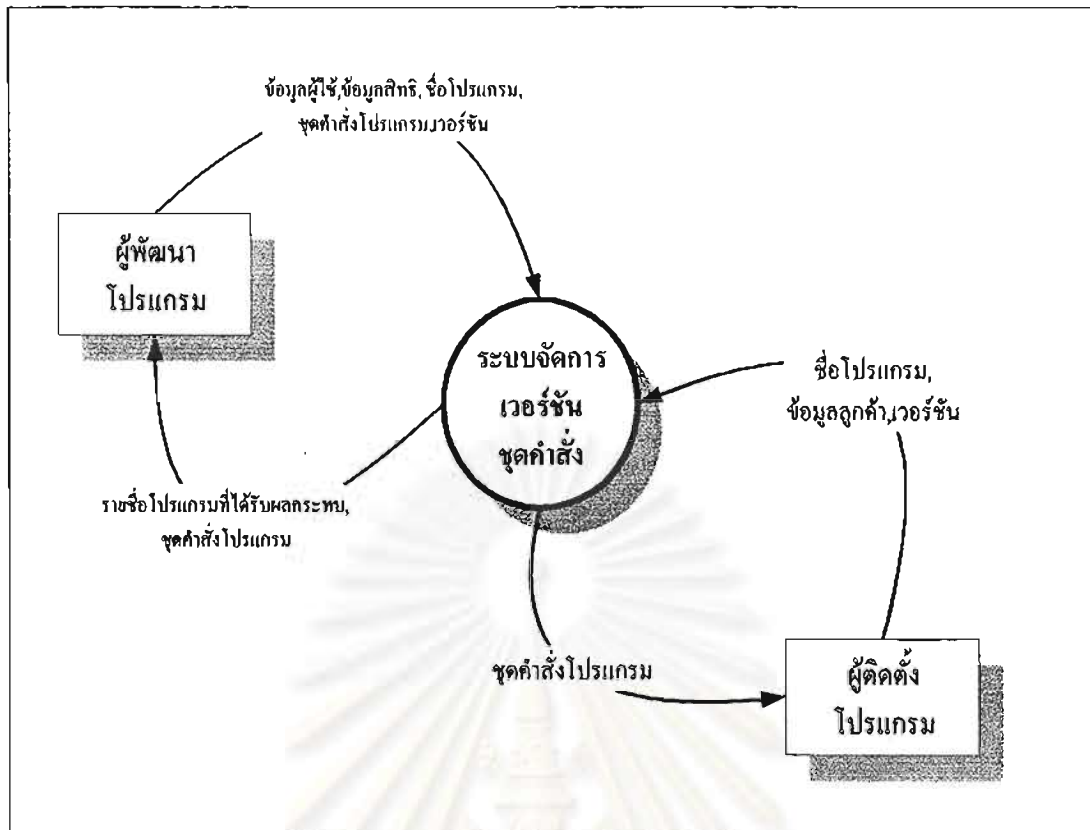 ข้อมูลผู้ใช้,ข้อมูลสิทธิ, ชื่อโปรแกรม,
ชุดคำสั่งโปรแกรม,เวอร์ชัน
ผู้พัฒนา
โปรแกรม
ระบบจัดการ
เวอร์ชัน
ชุดคำสั่ง
ชื่อโปรแกรม,
ข้อมูลลูกค้า,เวอร์ชัน
รายชื่อโปรแกรมที่ได้รับผลกระทบ,
ชุดคำสั่งโปรแกรม
ชุดคำสั่งโปรแกรม
ผู้ติดตั้ง
โปรแกรม